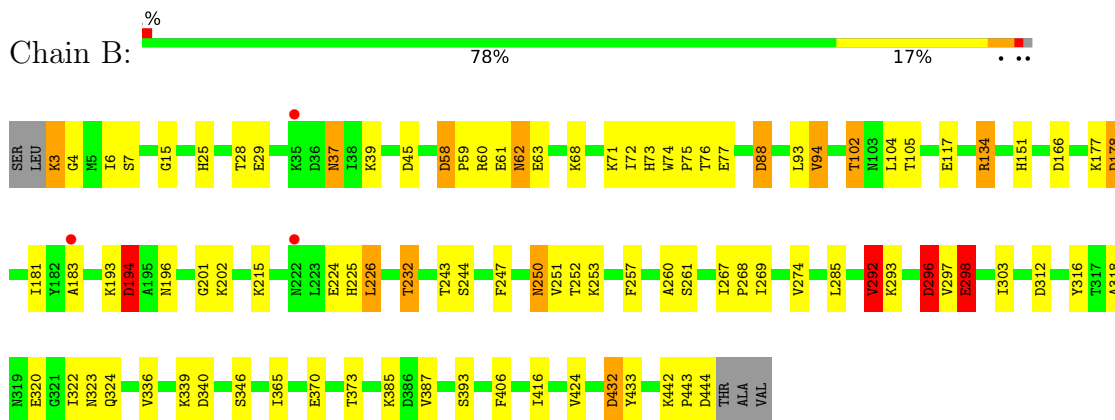 .%
Chain B:
78% 17% . ..
SER LEU K3 G4 M5 I6 S7 G15 H25 T28 E29 K35 D36 N37 I38 K39 D45 D58 P59 R60 E61 N62 E63 K68 K71 I72 H73 W74 P75 T76 E77 D88 L93 V94 T102 N103 L104 T105 E117 R134 H151 D166 K177 D178
I181 Y182 A183 K193 D194 A195 N196 G201 K202 K215 N222 L223 E224 H225 L226 T232 T243 S244 F247 N250 V251 T252 K253 F257 A260 S261 I267 P268 I269 V274 L285 V292 K293 D296 V297 E298 I303 D312 Y316 T317 A318
N319 E320 G321 I322 N323 Q324 V336 K339 D340 S346 I365 E370 T373 K385 D386 V387 S393 F406 I416 V424 D432 Y433 K442 P443 D444 THR ALA VAL